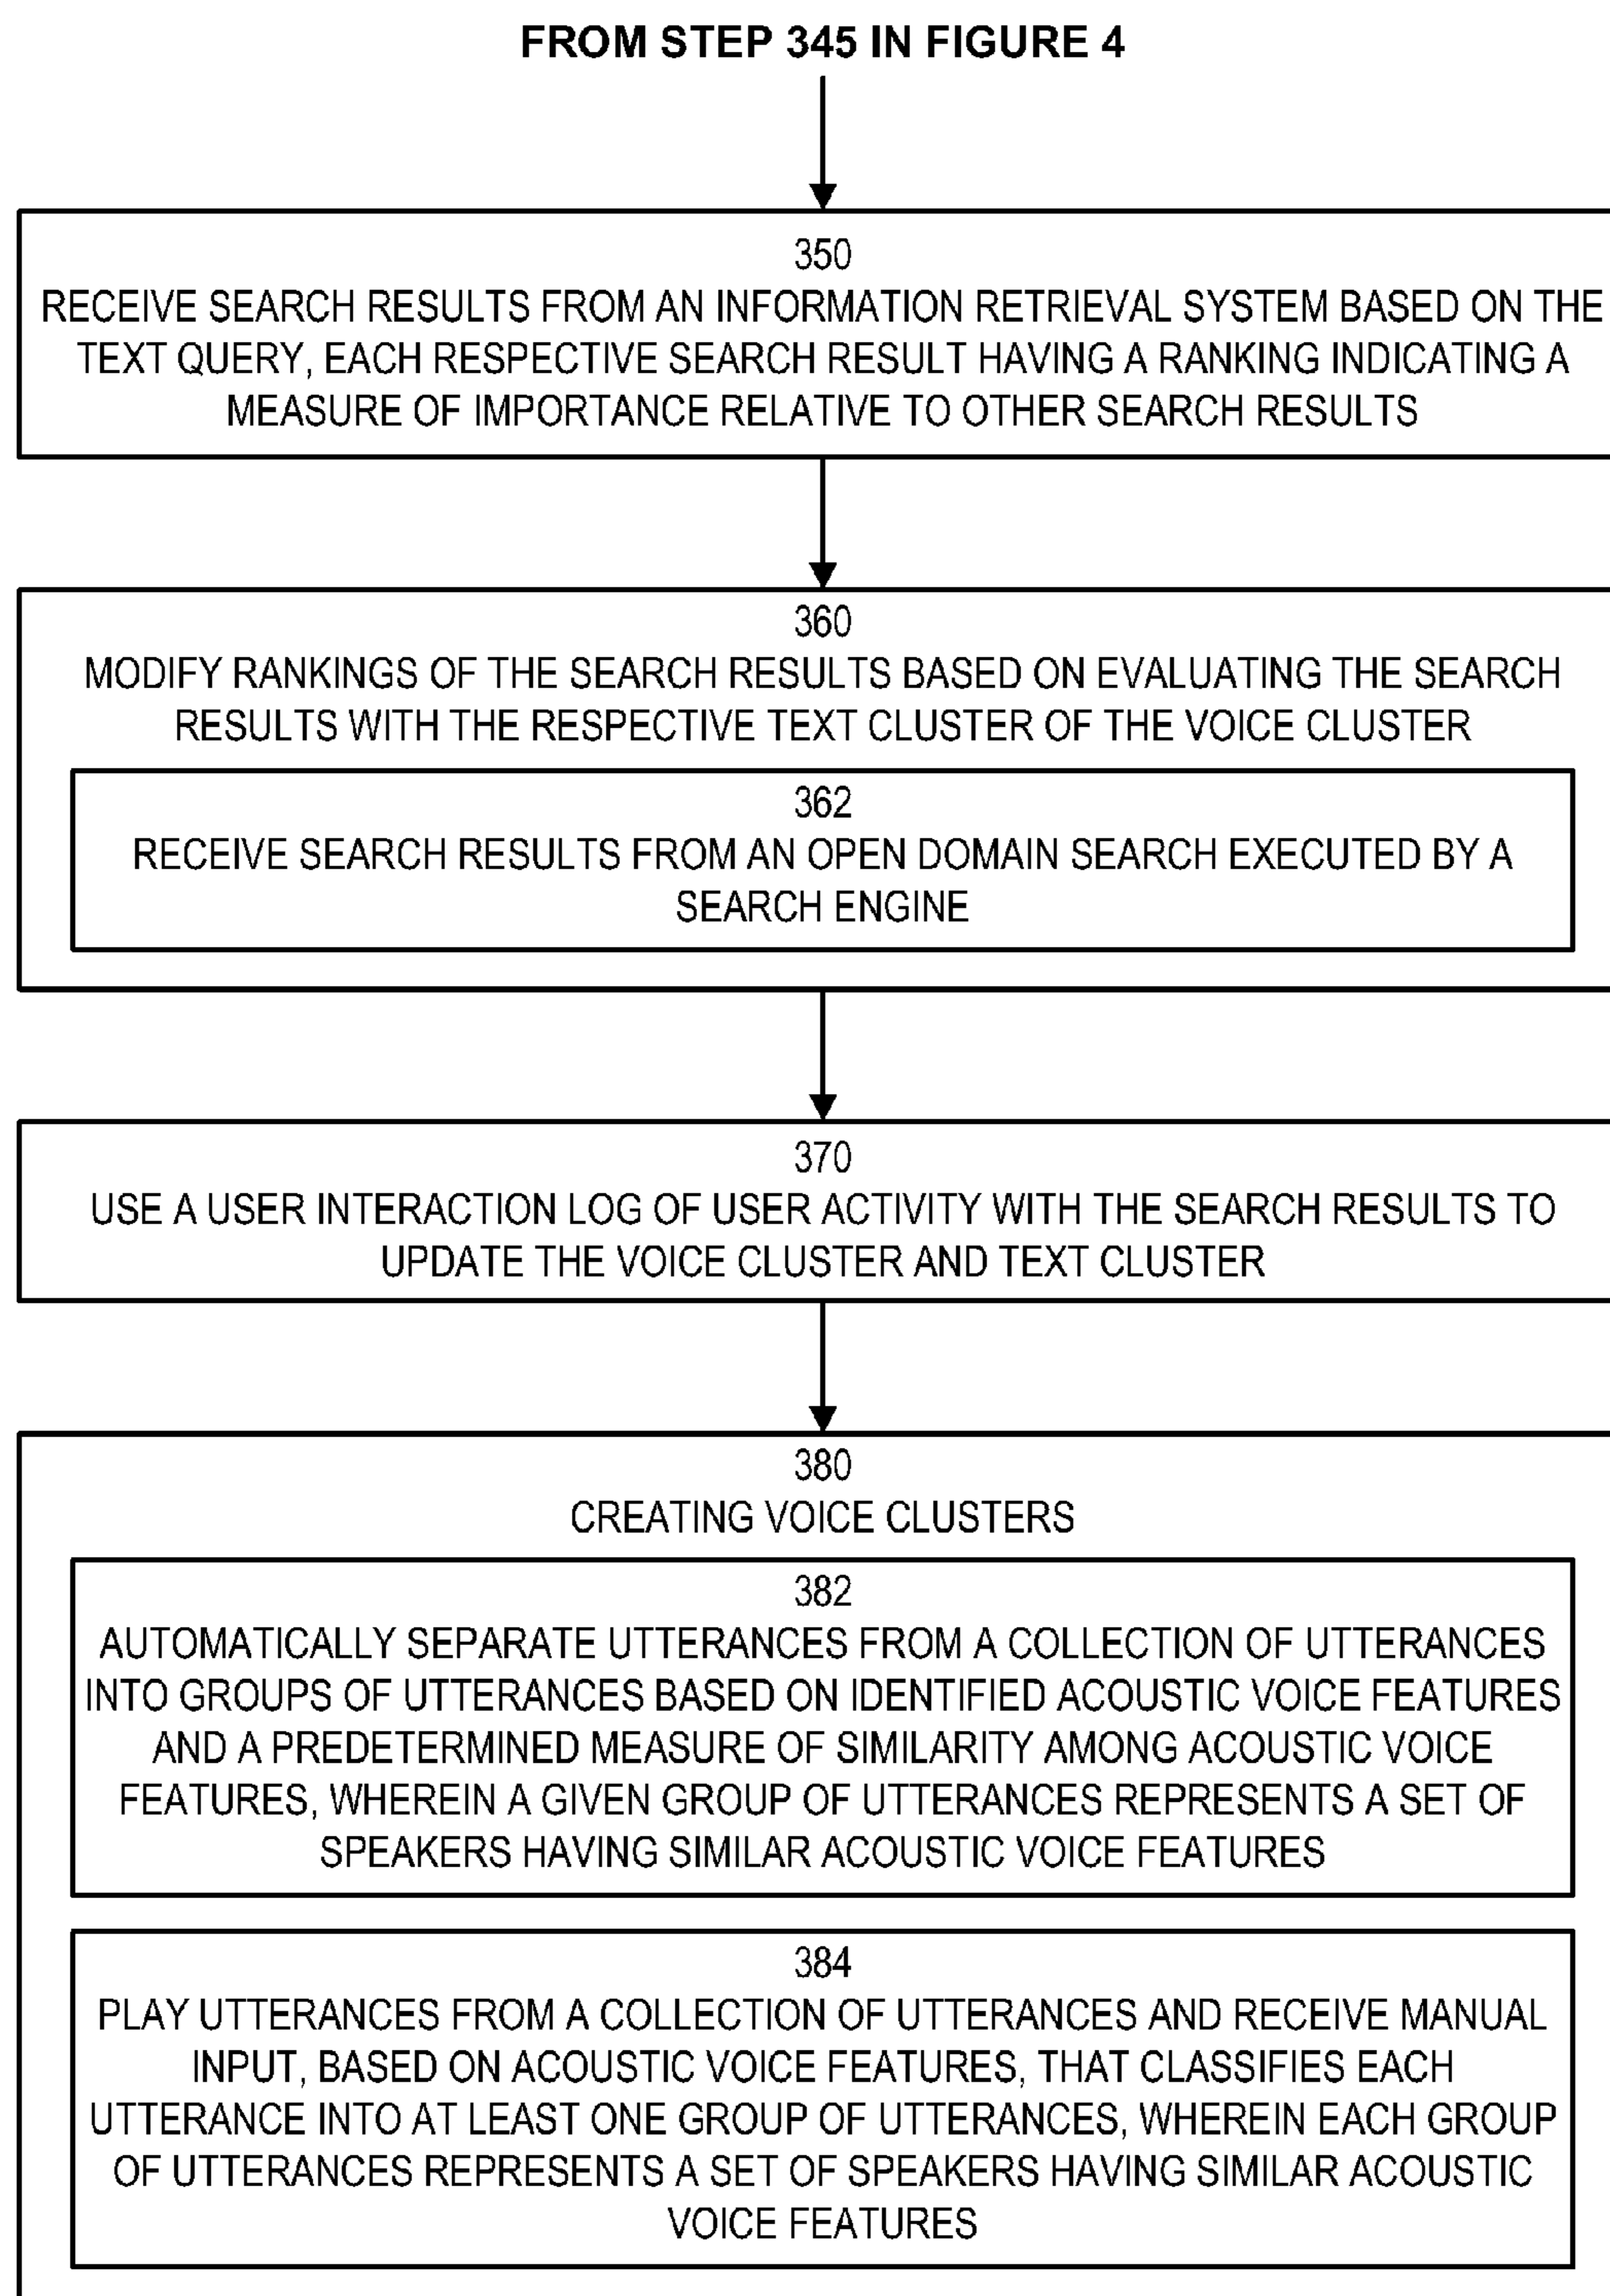 FROM STEP 345 IN FIGURE 4
350
RECEIVE SEARCH RESULTS FROM AN INFORMATION RETRIEVAL SYSTEM BASED ON THE
TEXT QUERY, EACH RESPECTIVE SEARCH RESULT HAVING A RANKING INDICATING A
MEASURE OF IMPORTANCE RELATIVE TO OTHER SEARCH RESULTS
360
MODIFY RANKINGS OF THE SEARCH RESULTS BASED ON EVALUATING THE SEARCH
RESULTS WITH THE RESPECTIVE TEXT CLUSTER OF THE VOICE CLUSTER
362
RECEIVE SEARCH RESULTS FROM AN OPEN DOMAIN SEARCH EXECUTED BY A
SEARCH ENGINE
370
USE A USER INTERACTION LOG OF USER ACTIVITY WITH THE SEARCH RESULTS TO
UPDATE THE VOICE CLUSTER AND TEXT CLUSTER
380
CREATING VOICE CLUSTERS
382
AUTOMATICALLY SEPARATE UTTERANCES FROM A COLLECTION OF UTTERANCES
INTO GROUPS OF UTTERANCES BASED ON IDENTIFIED ACOUSTIC VOICE FEATURES
AND A PREDETERMINED MEASURE OF SIMILARITY AMONG ACOUSTIC VOICE
FEATURES, WHEREIN A GIVEN GROUP OF UTTERANCES REPRESENTS A SET OF
SPEAKERS HAVING SIMILAR ACOUSTIC VOICE FEATURES
384
PLAY UTTERANCES FROM A COLLECTION OF UTTERANCES AND RECEIVE MANUAL
INPUT, BASED ON ACOUSTIC VOICE FEATURES, THAT CLASSIFIES EACH
UTTERANCE INTO AT LEAST ONE GROUP OF UTTERANCES, WHEREIN EACH GROUP
OF UTTERANCES REPRESENTS A SET OF SPEAKERS HAVING SIMILAR ACOUSTIC
VOICE FEATURES